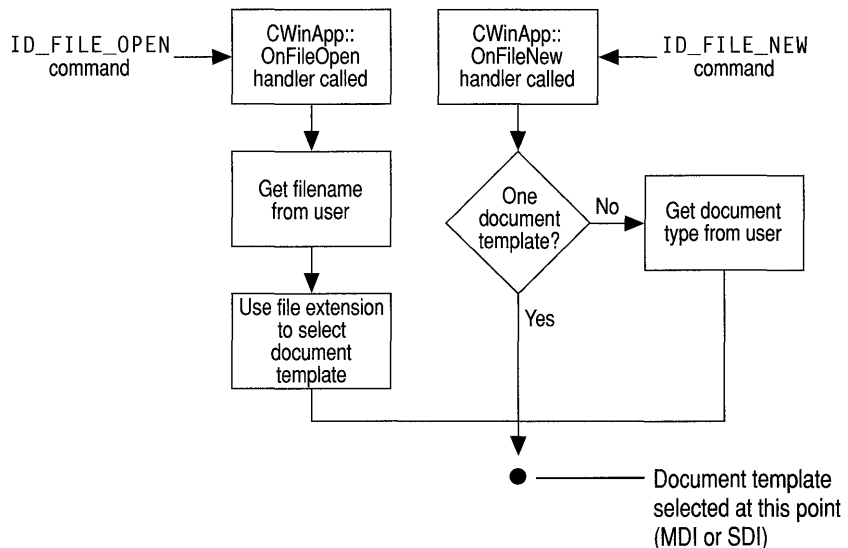 ID_FILE_OPEN
command
CWinApp::
OnFileOpen
handler called
CWinApp::
OnFileNew
handler called
ID_FILE_NEW
command
Get filename
from user
One
document
template?
No
Get document
type from user
Use file extension
to select
document
template
Yes
Document template
selected at this point
(MDI or SDI)